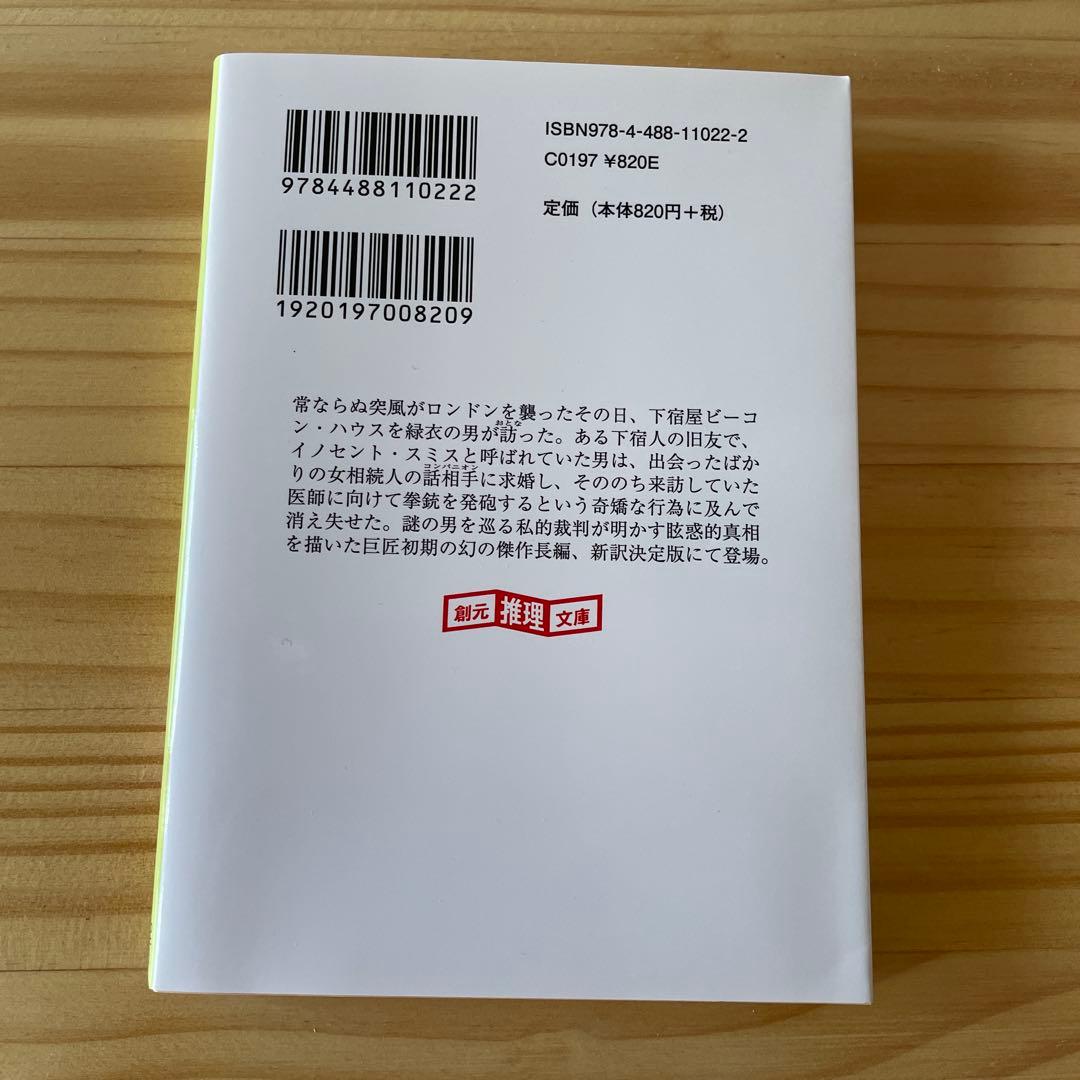 9784488110222
ISBN978-4-488-11022-2
C0197 ¥820E
定価（本体820円＋税）
1920197008209
常ならぬ突風がロンドンを襲ったその日、下宿屋ビーコ
おとな
ン・ハウスを緑衣の男が訪った。ある下宿人の旧友で、
イノセント・スミスと呼ばれていた男は、出会ったばか
コンパニオン
りの女相続人の話相手に求婚し、そののち来訪していた
医師に向けて拳銃を発砲するという奇矯な行為に及んで
消え失せた。謎の男を巡る私的裁判が明かす眩惑的真相
を描いた巨匠初期の幻の傑作長編、新訳決定版にて登場。
創元推理文庫